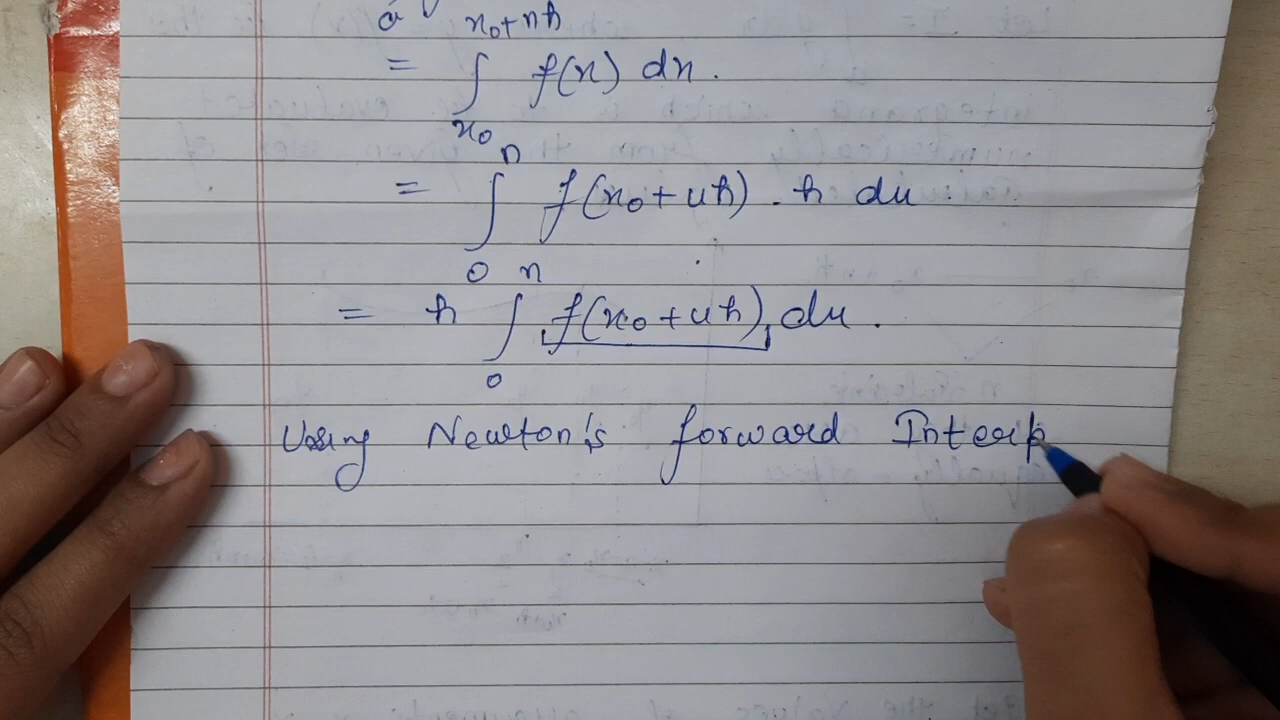 a
x₀+nh
= ∫ f(x) dx.
x₀
n
= ∫ f(x₀+uh) . h du
0 n
= h ∫ f(x₀+uh) du.
0
Using Newton's forward Interp